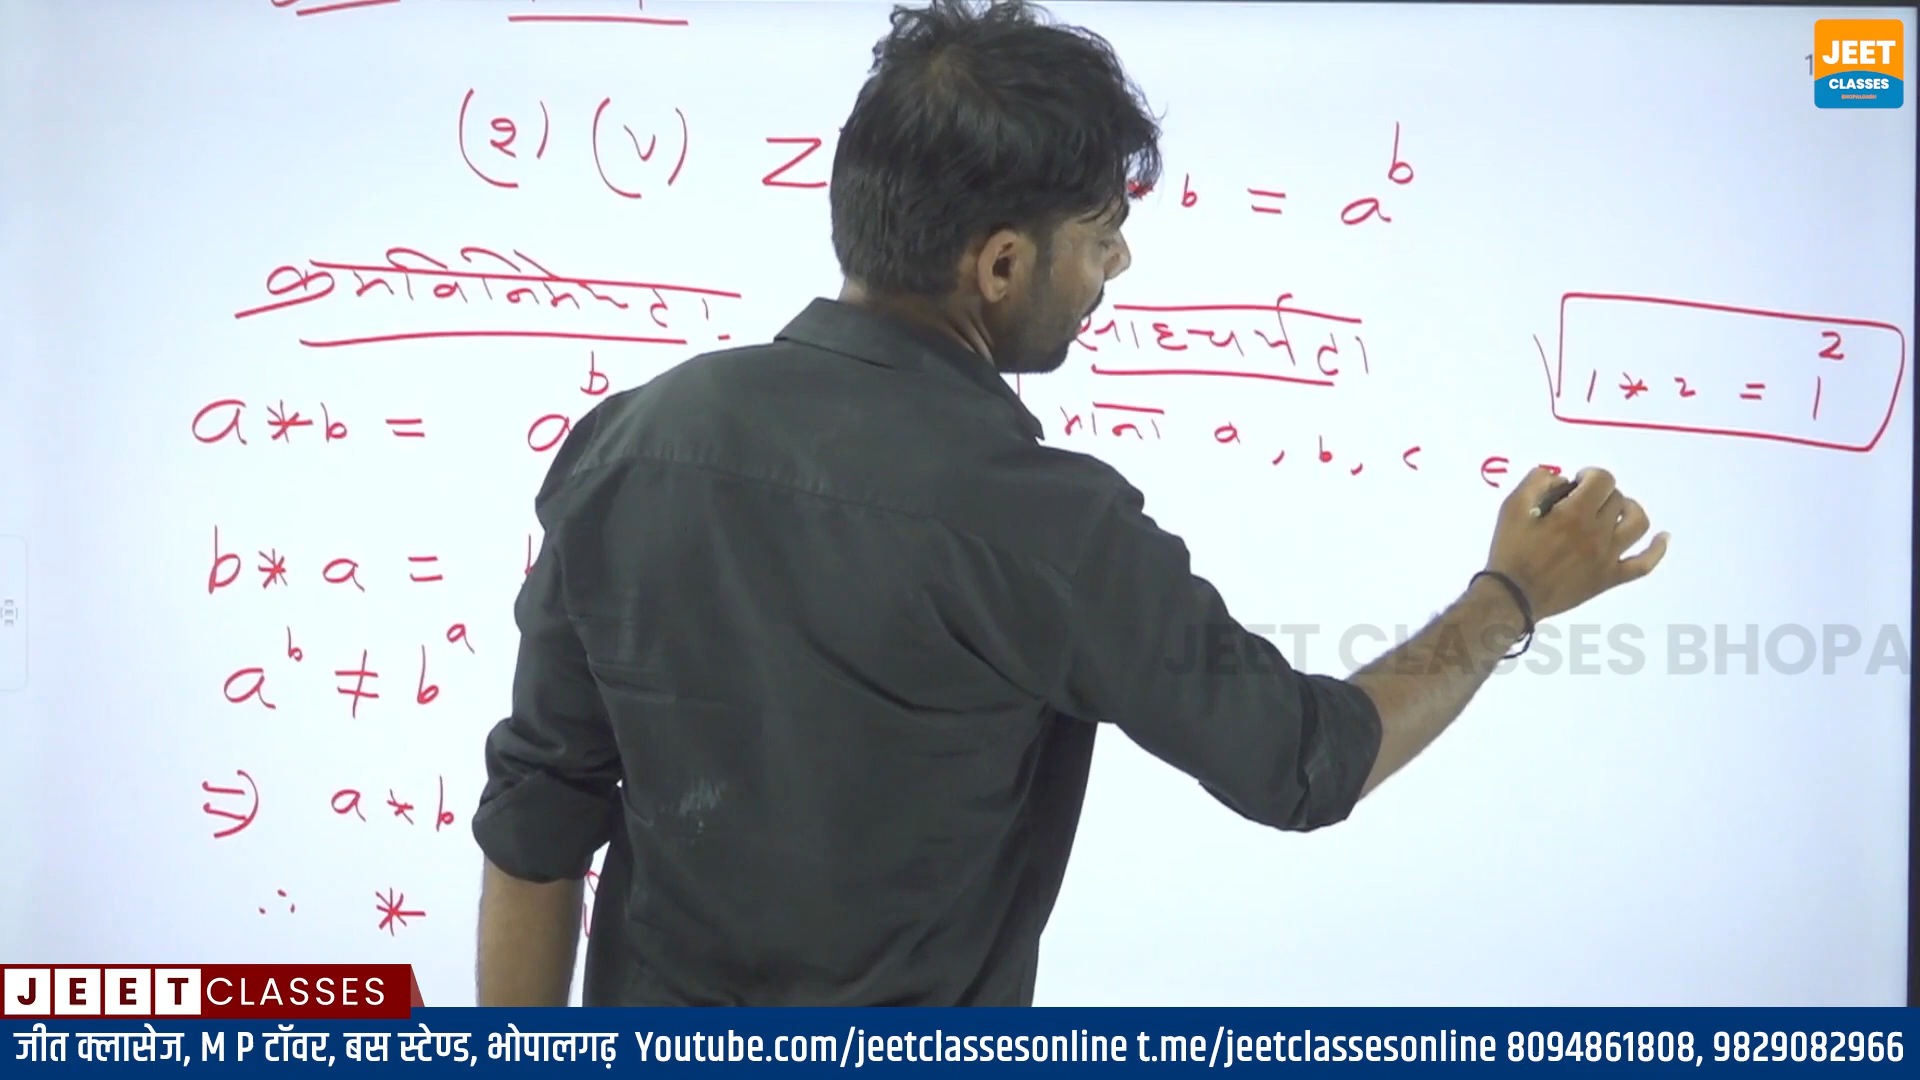 JEET
CLASSES
(२) (v) Z * b = a^b
क्रमविनिमेयता -
a * b = a^b
b * a =
a^b ≠ b^a
⇒ a * b
∴ *
साहचर्यता
माना a, b, c ∈
1 * 2 = 1^2
JEET CLASSES BHOPA
JEET CLASSES
जीत क्लासेज, M P टॉवर, बस स्टेण्ड, भोपालगढ़ Youtube.com/jeetclassesonline t.me/jeetclassesonline 8094861808, 9829082966